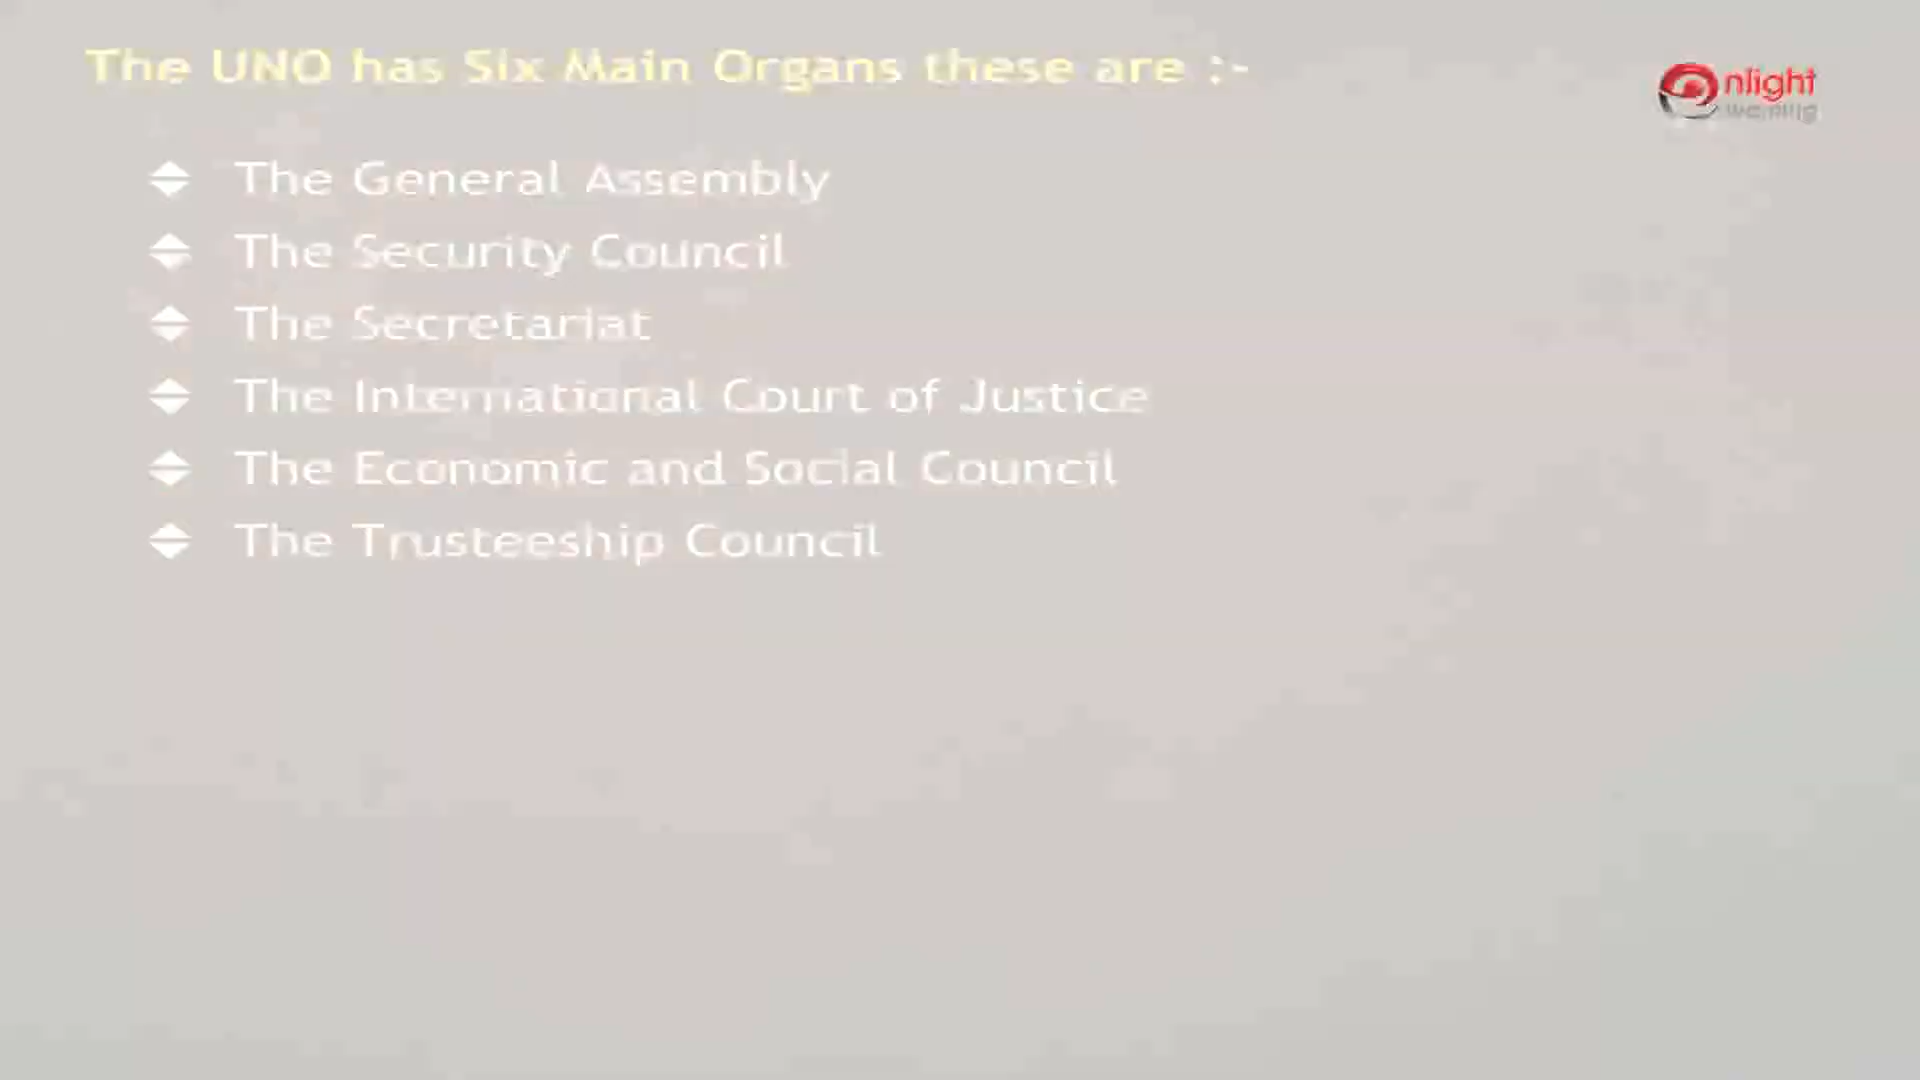 The UNO has Six Main Organs these are :-
nlight
The General Assembly
The Security Council
The Secretariat
The International Court of Justice
The Economic and Social Council
The Trusteeship Council